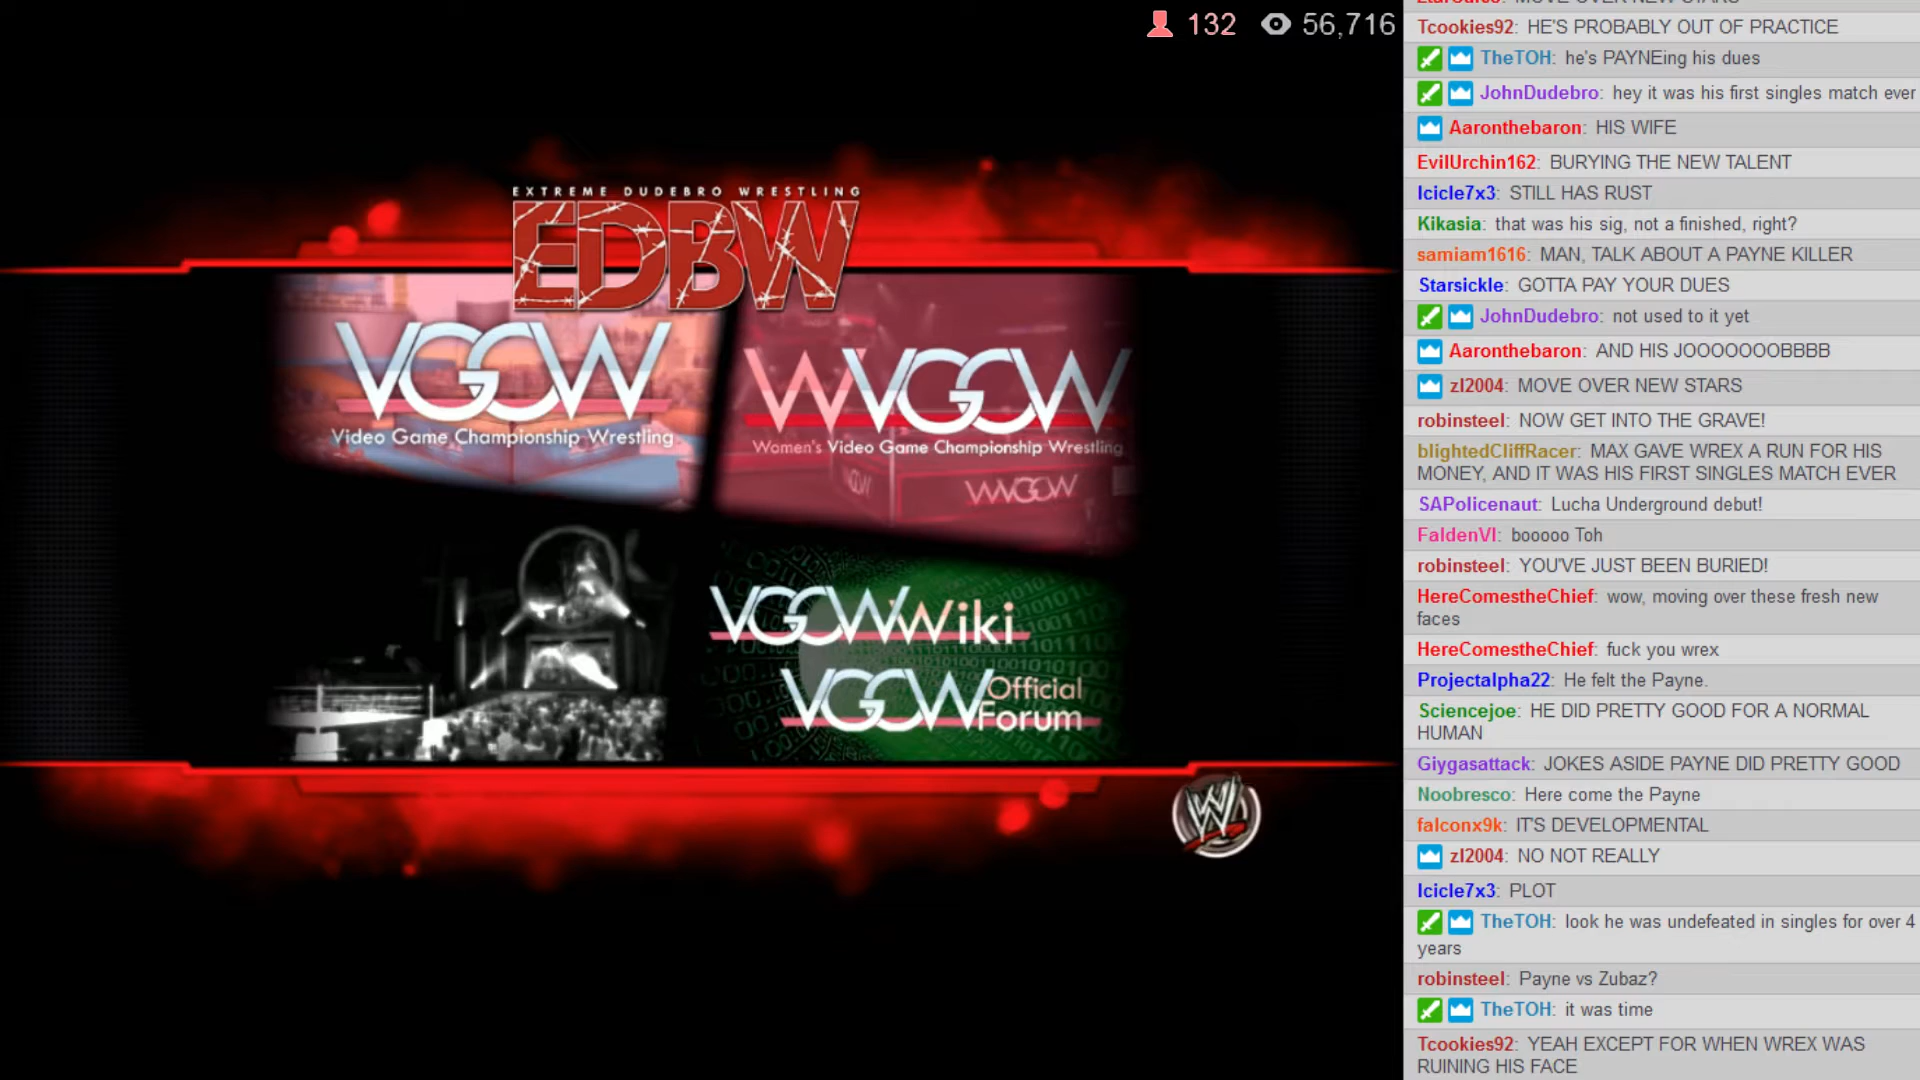 132 56,716
EXTREME DUDEBRO WRESTLING
EDBW
VGCW
Video Game Championship Wrestling
WVGCW
Women's Video Game Championship Wrestling
VGCW
WVGCW
VGCWWiki
VGCW Official
Forum
W
Tcookies92: HE'S PROBABLY OUT OF PRACTICE
TheTOH: he's PAYNEing his dues
JohnDudebro: hey it was his first singles match ever
Aaronthebaron: HIS WIFE
EvilUrchin162: BURYING THE NEW TALENT
Icicle7x3: STILL HAS RUST
Kikasia: that was his sig, not a finished, right?
samiam1616: MAN, TALK ABOUT A PAYNE KILLER
Starsickle: GOTTA PAY YOUR DUES
JohnDudebro: not used to it yet
Aaronthebaron: AND HIS JOOOOOOOBBBB
zl2004: MOVE OVER NEW STARS
robinsteel: NOW GET INTO THE GRAVE!
blightedCliffRacer: MAX GAVE WREX A RUN FOR HIS
MONEY, AND IT WAS HIS FIRST SINGLES MATCH EVER
SAPolicenaut: Lucha Underground debut!
FaldenVI: booooo Toh
robinsteel: YOU'VE JUST BEEN BURIED!
HereComestheChief: wow, moving over these fresh new
faces
HereComestheChief: fuck you wrex
Projectalpha22: He felt the Payne.
Sciencejoe: HE DID PRETTY GOOD FOR A NORMAL
HUMAN
Giygasattack: JOKES ASIDE PAYNE DID PRETTY GOOD
Noobresco: Here come the Payne
falconx9k: IT'S DEVELOPMENTAL
zl2004: NO NOT REALLY
Icicle7x3: PLOT
TheTOH: look he was undefeated in singles for over 4
years
robinsteel: Payne vs Zubaz?
TheTOH: it was time
Tcookies92: YEAH EXCEPT FOR WHEN WREX WAS
RUINING HIS FACE